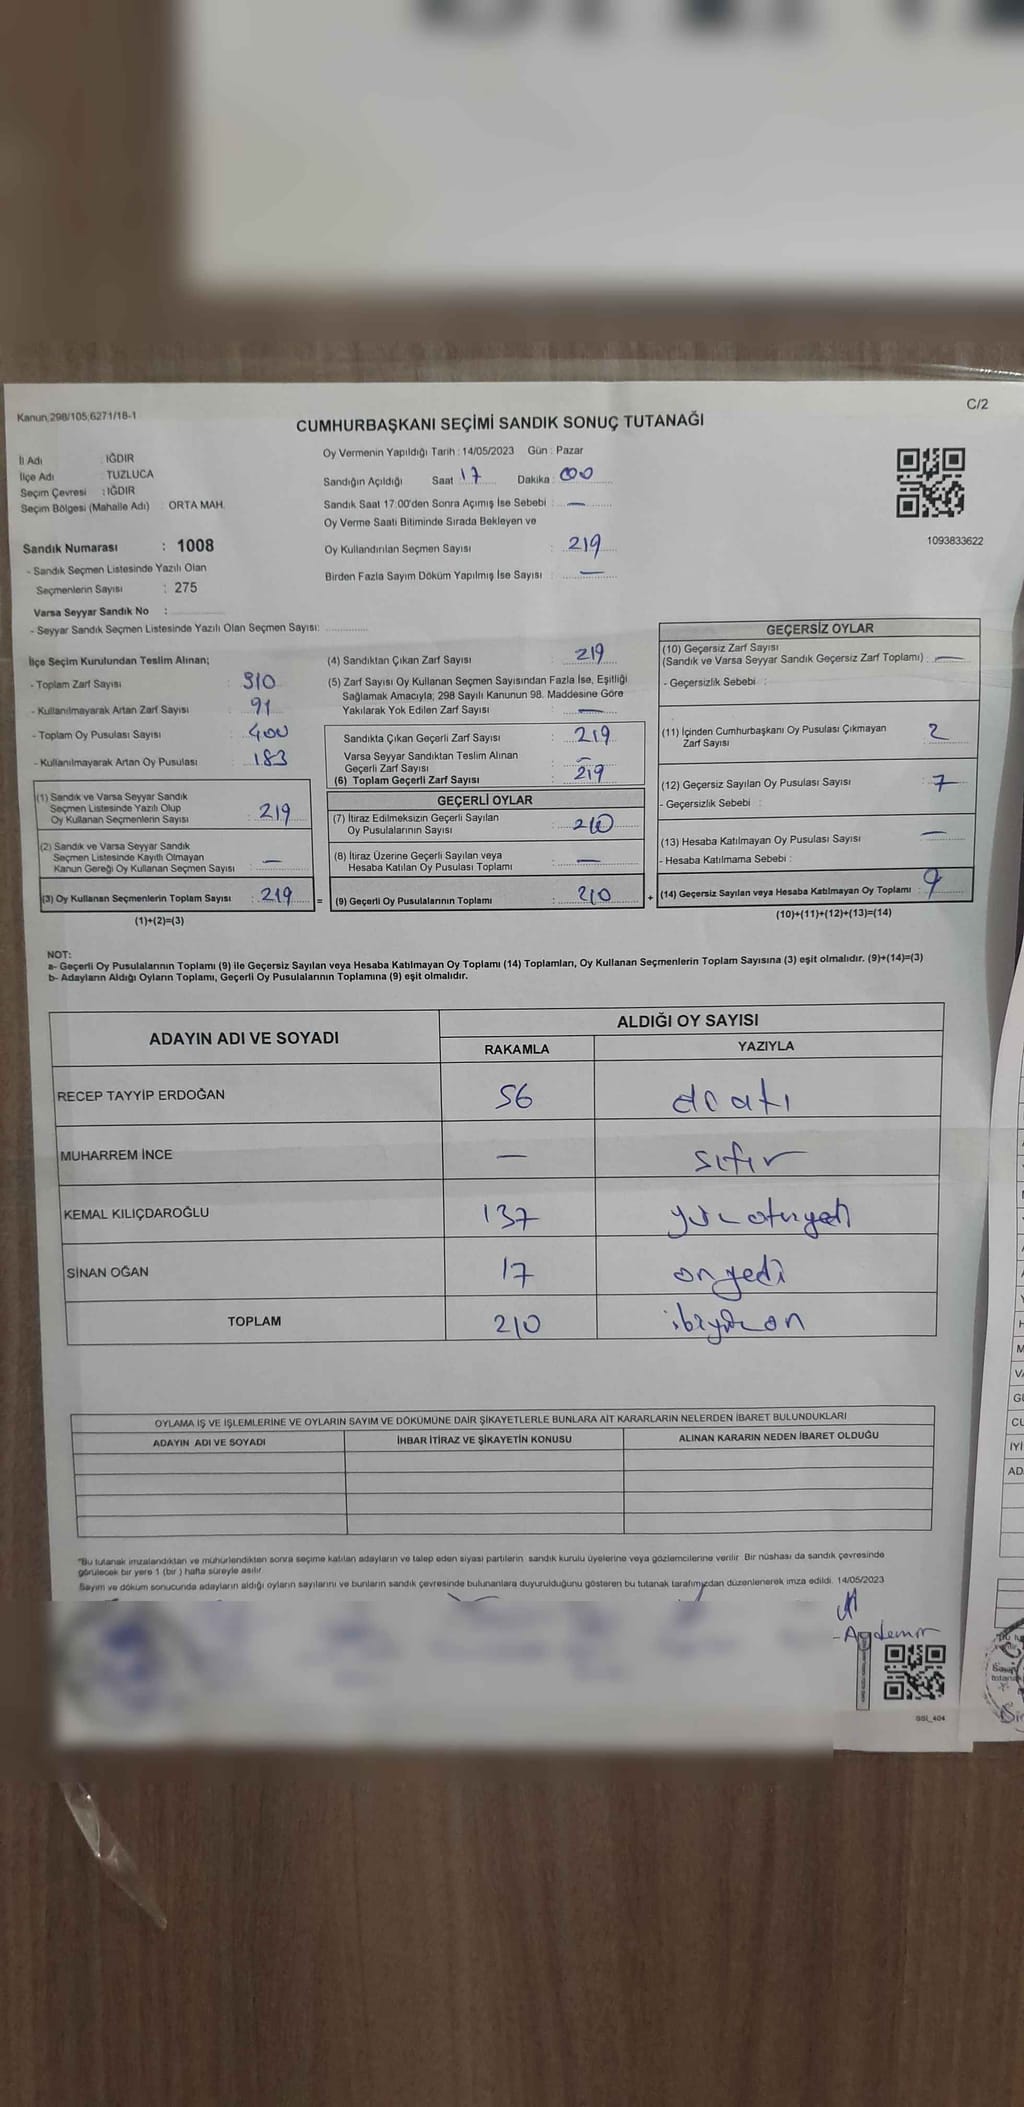 Kanun;298/105;6271/18-1
C/2
CUMHURBAŞKANI SEÇİMİ SANDIK SONUÇ TUTANAĞI
İl Adı : IĞDIR
İlçe Adı : TUZLUCA
Seçim Çevresi : IĞDIR
Seçim Bölgesi (Mahalle Adı) : ORTA MAH.
Sandık Numarası : 1008
- Sandık Seçmen Listesinde Yazılı Olan
Seçmenlerin Sayısı : 275
Varsa Seyyar Sandık No :
- Seyyar Sandık Seçmen Listesinde Yazılı Olan Seçmen Sayısı:
Oy Vermenin Yapıldığı Tarih : 14/05/2023 Gün : Pazar
Sandığın Açıldığı Saat 17 Dakika : 00
Sandık Saat 17:00'den Sonra Açımış İse Sebebi : —
Oy Verme Saati Bitiminde Sırada Bekleyen ve
Oy Kullandırılan Seçmen Sayısı : 219
Birden Fazla Sayım Döküm Yapılmış İse Sayısı : —
1093833622
İlçe Seçim Kurulundan Teslim Alınan;
- Toplam Zarf Sayısı : 310
- Kullanılmayarak Artan Zarf Sayısı : 91
- Toplam Oy Pusulası Sayısı : 400
- Kullanılmayarak Artan Oy Pusulası : 183
(1) Sandık ve Varsa Seyyar Sandık
Seçmen Listesinde Yazılı Olup
Oy Kullanan Seçmenlerin Sayısı : 219
(2) Sandık ve Varsa Seyyar Sandık
Seçmen Listesinde Kayıtlı Olmayan
Kanun Gereği Oy Kullanan Seçmen Sayısı : —
(3) Oy Kullanan Seçmenlerin Toplam Sayısı : 219
(1)+(2)=(3)
(4) Sandıktan Çıkan Zarf Sayısı : 219
(5) Zarf Sayısı Oy Kullanan Seçmen Sayısından Fazla İse, Eşitliği
Sağlamak Amacıyla; 298 Sayılı Kanunun 98. Maddesine Göre
Yakılarak Yok Edilen Zarf Sayısı : —
Sandıkta Çıkan Geçerli Zarf Sayısı : 219
Varsa Seyyar Sandıktan Teslim Alınan
Geçerli Zarf Sayısı : —
(6) Toplam Geçerli Zarf Sayısı : 219
GEÇERLİ OYLAR
(7) İtiraz Edilmeksizin Geçerli Sayılan
Oy Pusulalarının Sayısı : 210
(8) İtiraz Üzerine Geçerli Sayılan veya
Hesaba Katılan Oy Pusulası Toplamı : —
= (9) Geçerli Oy Pusulalarının Toplamı : 210
GEÇERSİZ OYLAR
(10) Geçersiz Zarf Sayısı
(Sandık ve Varsa Seyyar Sandık Geçersiz Zarf Toplamı) : —
- Geçersizlik Sebebi :
(11) İçinden Cumhurbaşkanı Oy Pusulası Çıkmayan
Zarf Sayısı : 2
(12) Geçersiz Sayılan Oy Pusulası Sayısı : 7
- Geçersizlik Sebebi :
(13) Hesaba Katılmayan Oy Pusulası Sayısı : —
- Hesaba Katılmama Sebebi :
+ (14) Geçersiz Sayılan veya Hesaba Katılmayan Oy Toplamı : 9
(10)+(11)+(12)+(13)=(14)
NOT:
a- Geçerli Oy Pusulalarının Toplamı (9) ile Geçersiz Sayılan veya Hesaba Katılmayan Oy Toplamı (14) Toplamları, Oy Kullanan Seçmenlerin Toplam Sayısına (3) eşit olmalıdır. (9)+(14)=(3)
b- Adayların Aldığı Oyların Toplamı, Geçerli Oy Pusulalarının Toplamına (9) eşit olmalıdır.
ADAYIN ADI VE SOYADI
ALDIĞI OY SAYISI
RAKAMLA YAZIYLA
RECEP TAYYİP ERDOĞAN 56
MUHARREM İNCE — sıfır
KEMAL KILIÇDAROĞLU 137
SİNAN OĞAN 17 onyedi
TOPLAM 210
OYLAMA İŞ VE İŞLEMLERİNE VE OYLARIN SAYIM VE DÖKÜMÜNE DAİR ŞİKAYETLERLE BUNLARA AİT KARARLARIN NELERDEN İBARET BULUNDUKLARI
ADAYIN ADI VE SOYADI İHBAR İTİRAZ VE ŞİKAYETİN KONUSU ALINAN KARARIN NEDEN İBARET OLDUĞU
"Bu tutanak imzalandıktan ve mühürlendikten sonra seçime katılan adayların ve talep eden siyasi partilerin sandık kurulu üyelerine veya gözlemcilerine verilir. Bir nüshası da sandık çevresinde
görülecek bir yere 1 (bir ) hafta süreyle asılır.
Sayım ve döküm sonucunda adayların aldığı oyların sayılarını ve bunların sandık çevresinde bulunanlara duyurulduğunu gösteren bu tutanak tarafımızdan düzenlenerek imza edildi. 14/05/2023